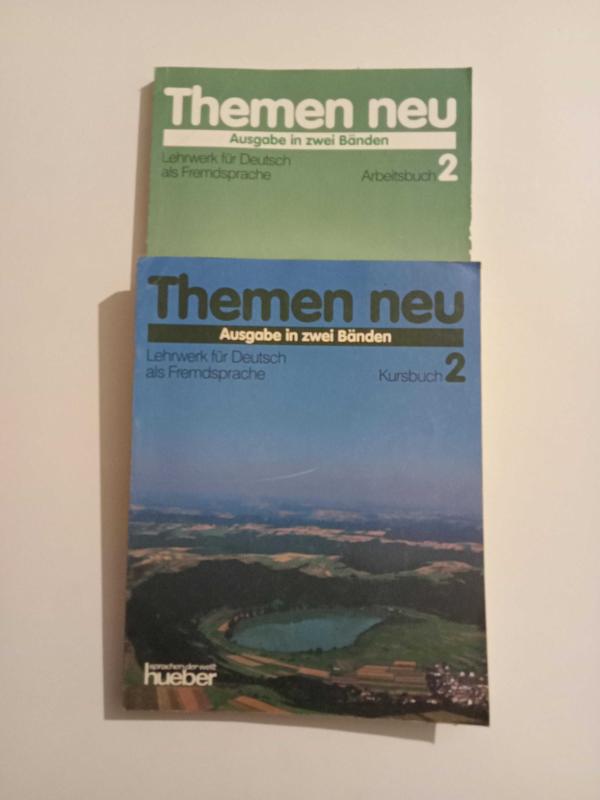 Themen neu
Ausgabe in zwei Bänden
Lehrwerk für Deutsch
als Fremdsprache
Arbeitsbuch 2
Themen neu
Ausgabe in zwei Bänden
Lehrwerk für Deutsch
als Fremdsprache
Kursbuch 2
sprachen der welt
hueber